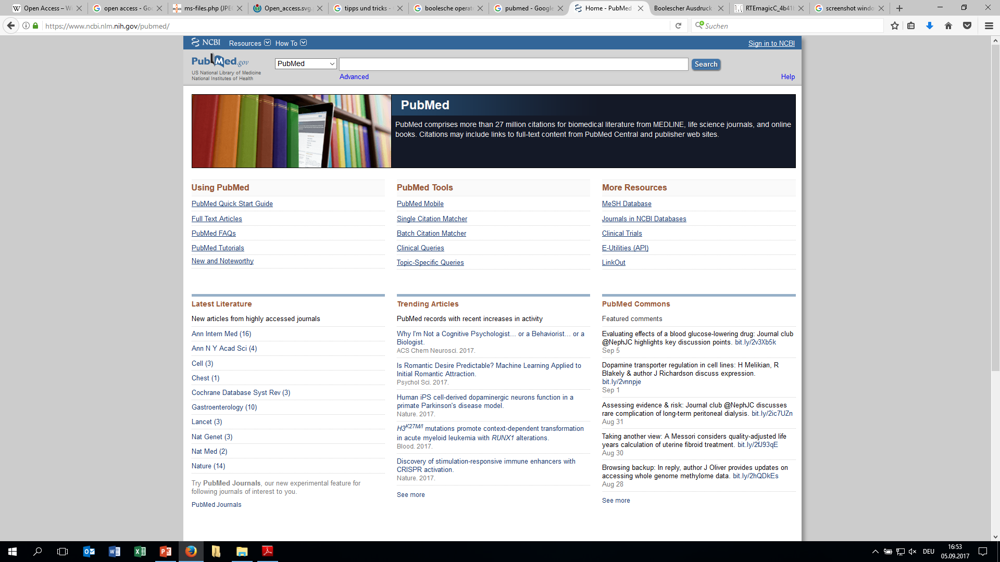 Open Access – W
open access - Go
ms-files.php (JPE
Open_access.svg
tipps und tricks -
boolesche operat
pubmed - Google
Home - PubMed
Boolescher Ausdruck
RTEmagicC_4b41
screenshot windo
https://www.ncbi.nlm.nih.gov/pubmed/
Suchen
NCBI Resources How To Sign in to NCBI
PubMed.gov
US National Library of Medicine
National Institutes of Health
PubMed
Search
Advanced
Help
PubMed
PubMed comprises more than 27 million citations for biomedical literature from MEDLINE, life science journals, and online
books. Citations may include links to full-text content from PubMed Central and publisher web sites.
Using PubMed
PubMed Quick Start Guide
Full Text Articles
PubMed FAQs
PubMed Tutorials
New and Noteworthy
PubMed Tools
PubMed Mobile
Single Citation Matcher
Batch Citation Matcher
Clinical Queries
Topic-Specific Queries
More Resources
MeSH Database
Journals in NCBI Databases
Clinical Trials
E-Utilities (API)
LinkOut
Latest Literature
New articles from highly accessed journals
Ann Intern Med (16)
Ann N Y Acad Sci (4)
Cell (3)
Chest (1)
Cochrane Database Syst Rev (3)
Gastroenterology (10)
Lancet (3)
Nat Genet (3)
Nat Med (2)
Nature (14)
Try PubMed Journals, our new experimental feature for
following journals of interest to you.
PubMed Journals
Trending Articles
PubMed records with recent increases in activity
Why I'm Not a Cognitive Psychologist... or a Behaviorist... or a
Biologist.
ACS Chem Neurosci. 2017.
Is Romantic Desire Predictable? Machine Learning Applied to
Initial Romantic Attraction.
Psychol Sci. 2017.
Human iPS cell-derived dopaminergic neurons function in a
primate Parkinson's disease model.
Nature. 2017.
H3K27M/I mutations promote context-dependent transformation
in acute myeloid leukemia with RUNX1 alterations.
Blood. 2017.
Discovery of stimulation-responsive immune enhancers with
CRISPR activation.
Nature. 2017.
See more
PubMed Commons
Featured comments
Evaluating effects of a blood glucose-lowering drug: Journal club
@NephJC highlights key discussion points. bit.ly/2v3Xb5k
Sep 5
Dopamine transporter regulation in cell lines: H Melikian, R
Blakely & author J Richardson discuss expression.
bit.ly/2vnnpje
Sep 1
Assessing evidence & risk: Journal club @NephJC discusses
rare complication of long-term peritoneal dialysis. bit.ly/2ic7UZn
Aug 31
Taking another view: A Messori considers quality-adjusted life
years calculation of uterine fibroid treatment. bit.ly/2fJ93qE
Aug 30
Browsing backup: In reply, author J Oliver provides updates on
accessing whole genome methylome data. bit.ly/2hQDkEs
Aug 28
See more
DEU
16:53
05.09.2017